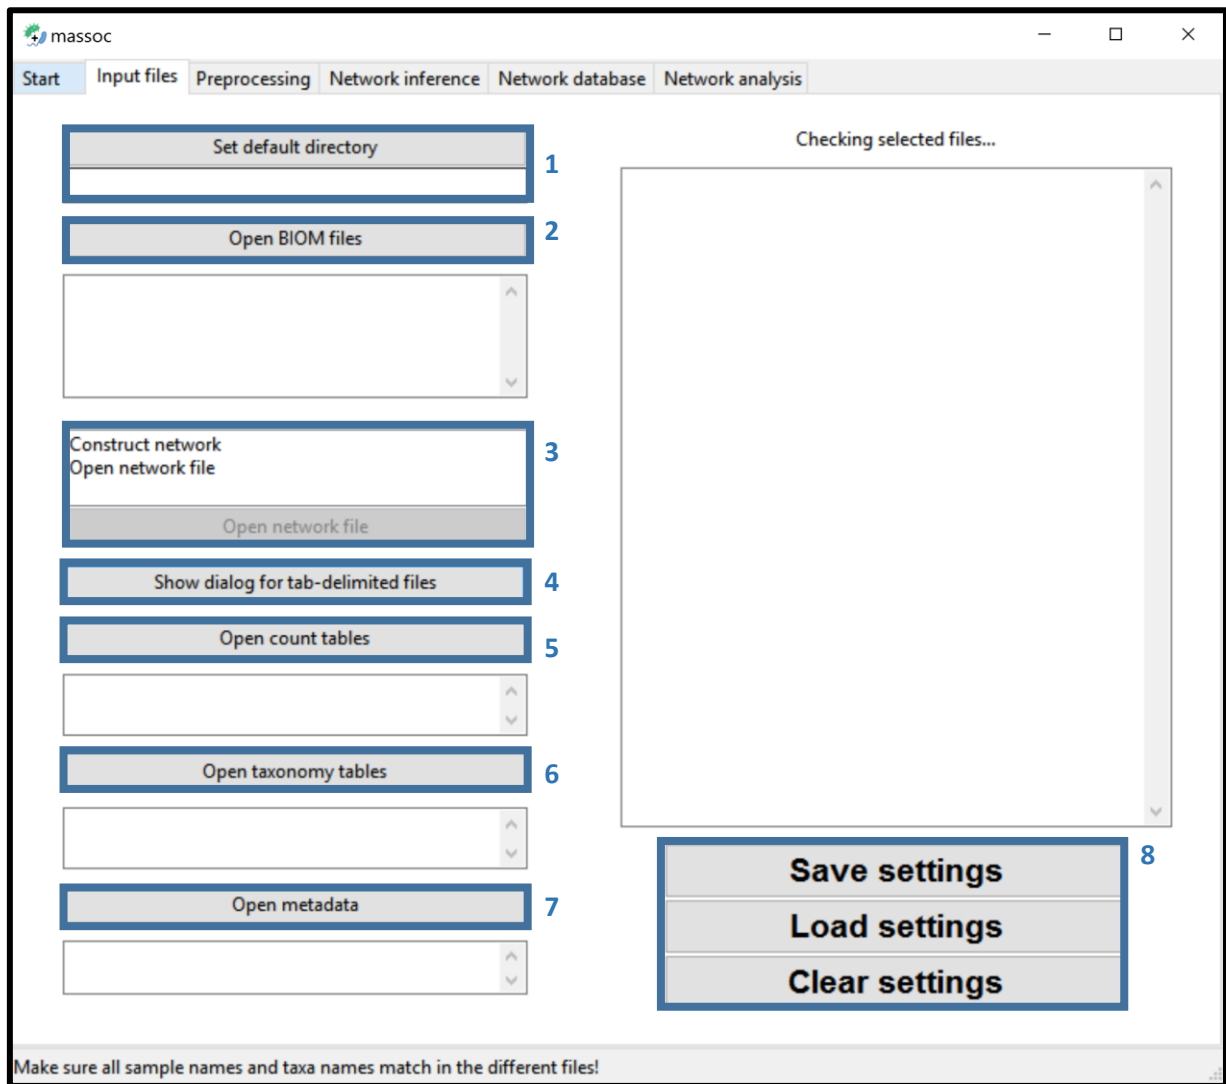 massoc
Start Input files Preprocessing Network inference Network database Network analysis
Set default directory
1
Open BIOM files
2
Construct network
Open network file
3
Open network file
Show dialog for tab-delimited files
4
Open count tables
5
Open taxonomy tables
6
Open metadata
7
Checking selected files...
Save settings
8
Load settings
Clear settings
Make sure all sample names and taxa names match in the different files!